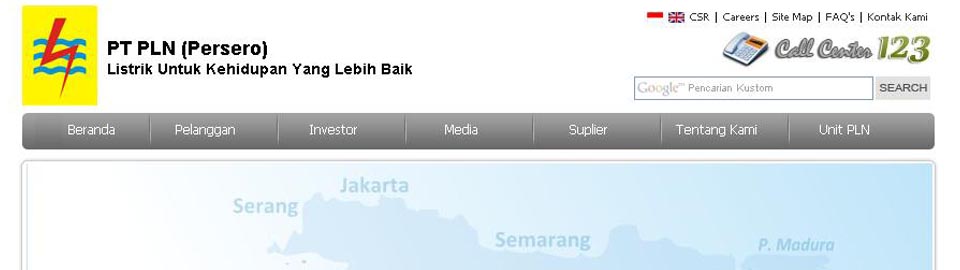 CSR | Careers | Site Map | FAQ's | Kontak Kami
PT PLN (Persero)
Listrik Untuk Kehidupan Yang Lebih Baik
Call Center 123
Google™ Pencarian Kustom
SEARCH
Beranda Pelanggan Investor Media Suplier Tentang Kami Unit PLN
Jakarta
Serang
Semarang
P. Madura